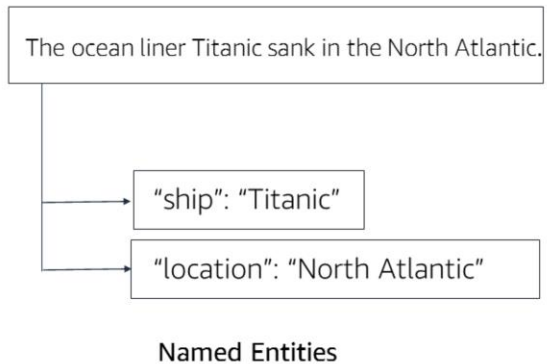 The ocean liner Titanic sank in the North Atlantic.
“ship”: “Titanic”
“location”: “North Atlantic”
Named Entities